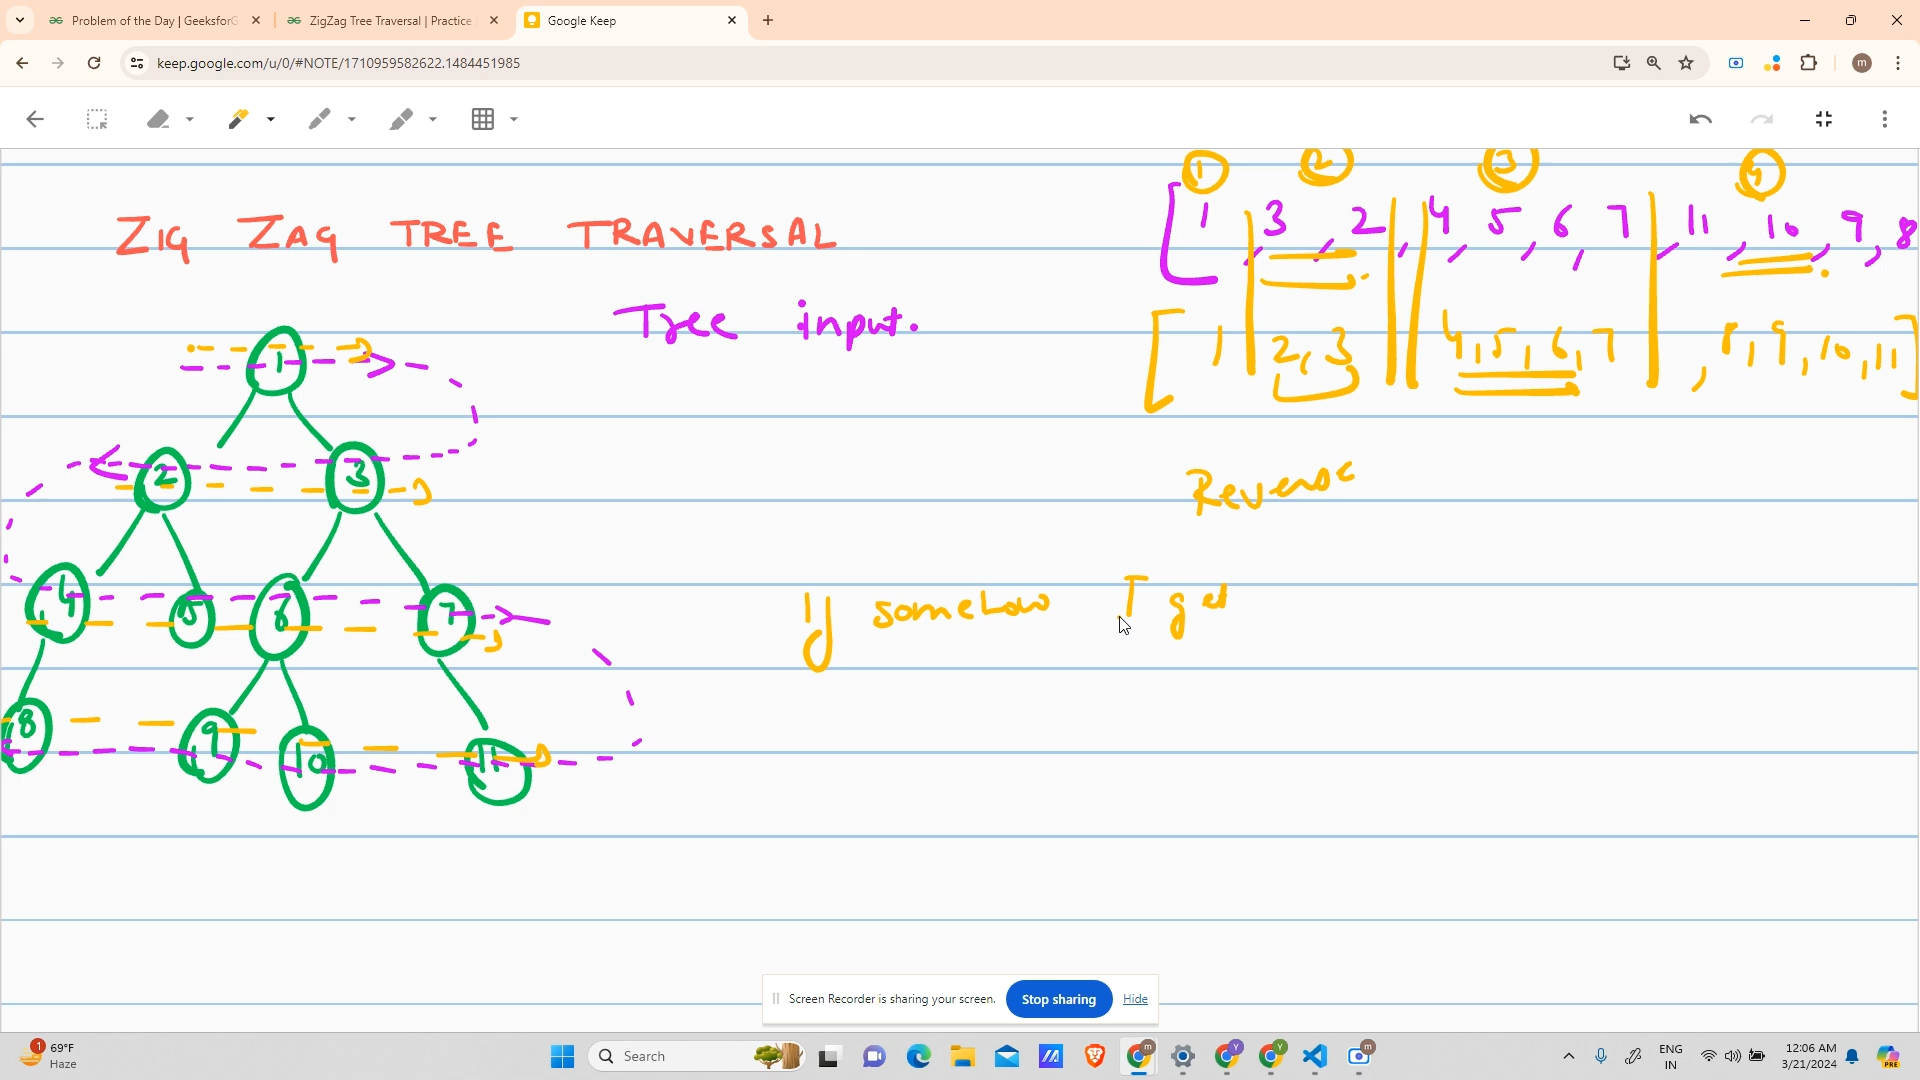 Problem of the Day | GeeksforG
ZigZag Tree Traversal | Practice
Google Keep
keep.google.com/u/0/#NOTE/1710959582622.1484451985
m
1 2 3 4
[ 1, 3, 2, 4, 5, 6, 7, 11, 10, 9, 8
ZIG ZAG TREE TRAVERSAL
Tree input.
[ 1 2, 3 4, 5, 6, 7, 8, 9, 10, 11 ]
1
2 3
Reverse
4 5 6 7
If somehow I get
8 9 10 11
Screen Recorder is sharing your screen. Stop sharing Hide
1 69°F
Haze
Search
ENG
IN
12:06 AM
3/21/2024
PRE